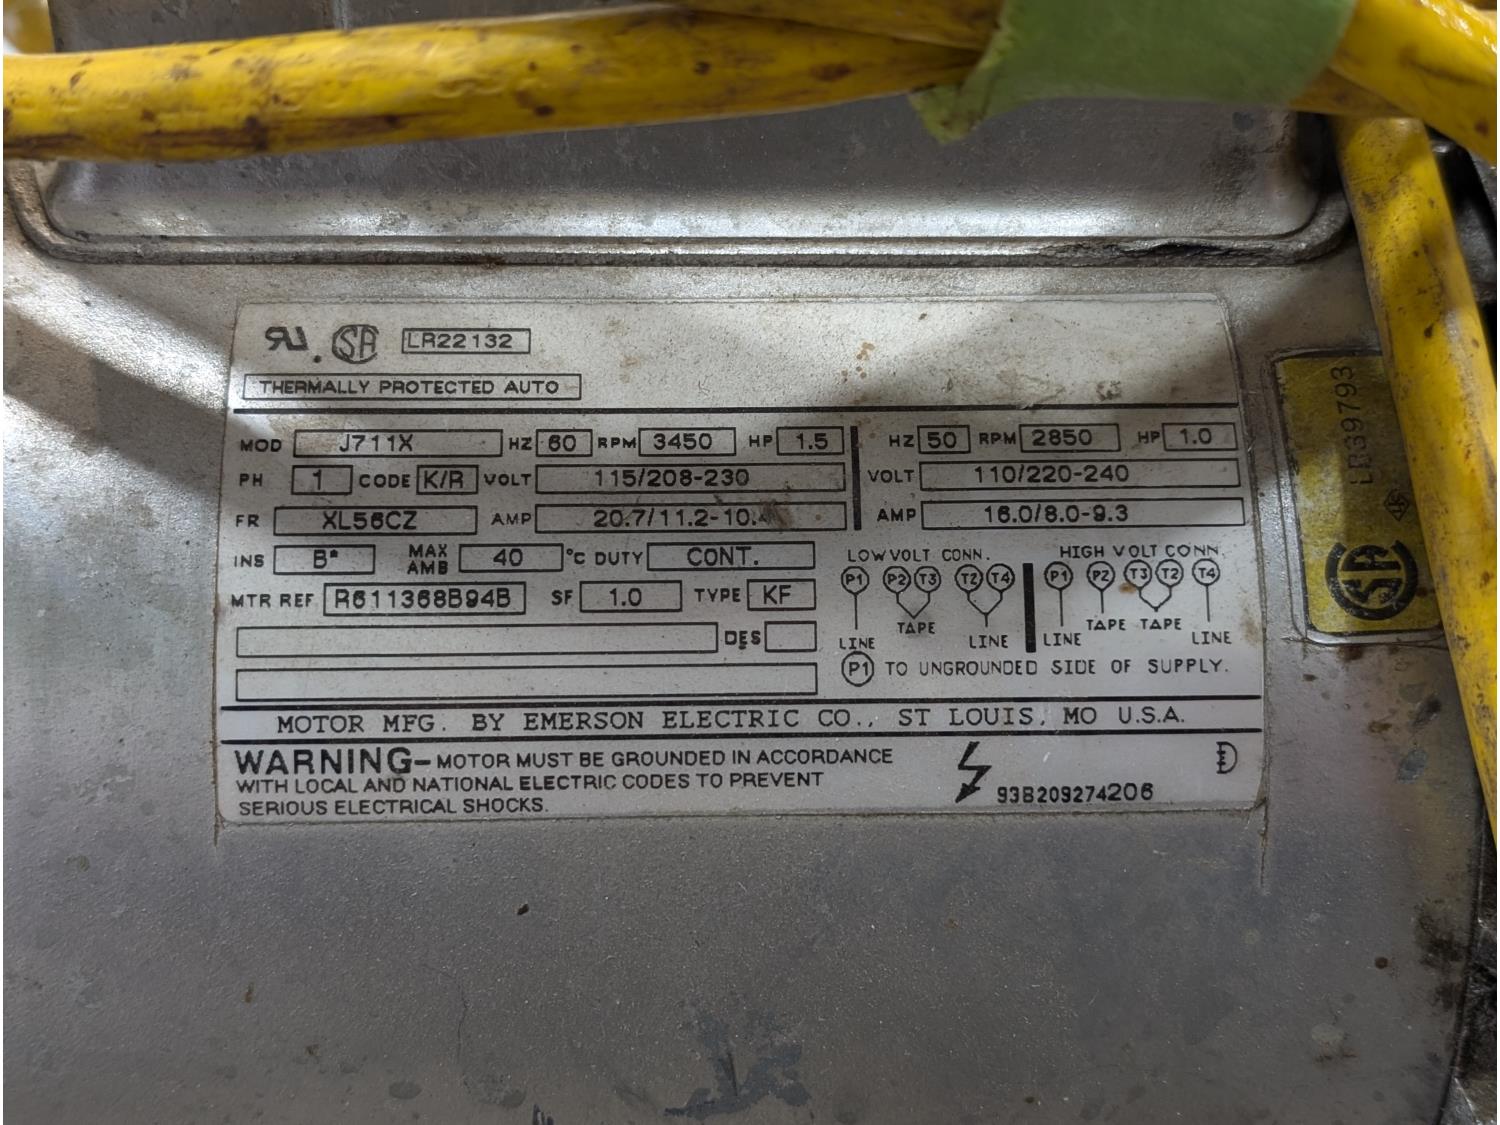 LR22132
THERMALLY PROTECTED AUTO
MOD J711X HZ 60 RPM 3450 HP 1.5 HZ 50 RPM 2850 HP 1.0
PH 1 CODE K/R VOLT 115/208-230 VOLT 110/220-240
FR XL56CZ AMP 20.7/11.2-10.4 AMP 16.0/8.0-9.3
INS B* MAX AMB 40 °C DUTY CONT. LOW VOLT CONN. HIGH VOLT CONN.
P1 P2 T3 T2 T4 P1 P2 T3 T2 T4
MTR REF R611368B94B SF 1.0 TYPE KF
LINE TAPE LINE LINE TAPE TAPE LINE
DES
P1 TO UNGROUNDED SIDE OF SUPPLY.
MOTOR MFG. BY EMERSON ELECTRIC CO., ST LOUIS, MO U.S.A.
WARNING-MOTOR MUST BE GROUNDED IN ACCORDANCE
WITH LOCAL AND NATIONAL ELECTRIC CODES TO PREVENT
SERIOUS ELECTRICAL SHOCKS.
93B209274206
LR39793